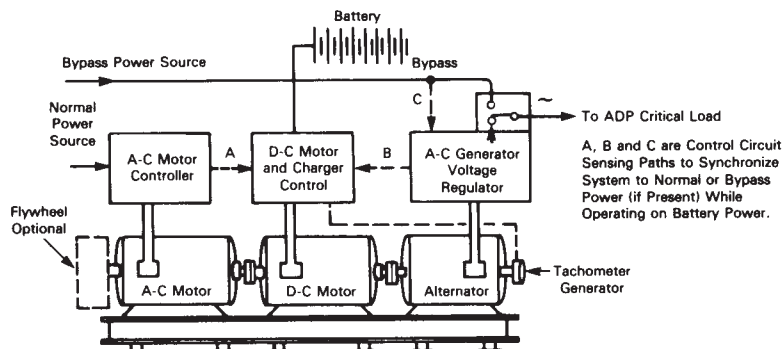 Battery
Bypass Power Source
Bypass
Normal
Power
Source
C
~
To ADP Critical Load
A-C Motor
Controller
A
D-C Motor
and Charger
Control
B
A-C Generator
Voltage
Regulator
A, B and C are Control Circuit
Sensing Paths to Synchronize
System to Normal or Bypass
Power (if Present) While
Operating on Battery Power.
Flywheel
Optional
A-C Motor
D-C Motor
Alternator
Tachometer
Generator